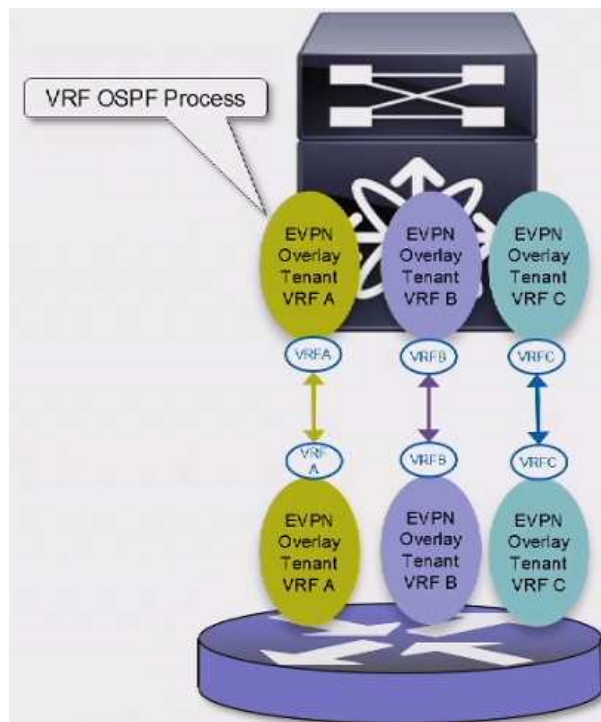 VRF OSPF Process
EVPN
Overlay
Tenant
VRF A
EVPN
Overlay
Tenant
VRF B
EVPN
Overlay
Tenant
VRF C
VRFA
VRFB
VRFC
VRF
A
VRFB
VRFC
EVPN
Overlay
Tenant
VRF A
EVPN
Overlay
Tenant
VRF B
EVPN
Overlay
Tenant
VRF C